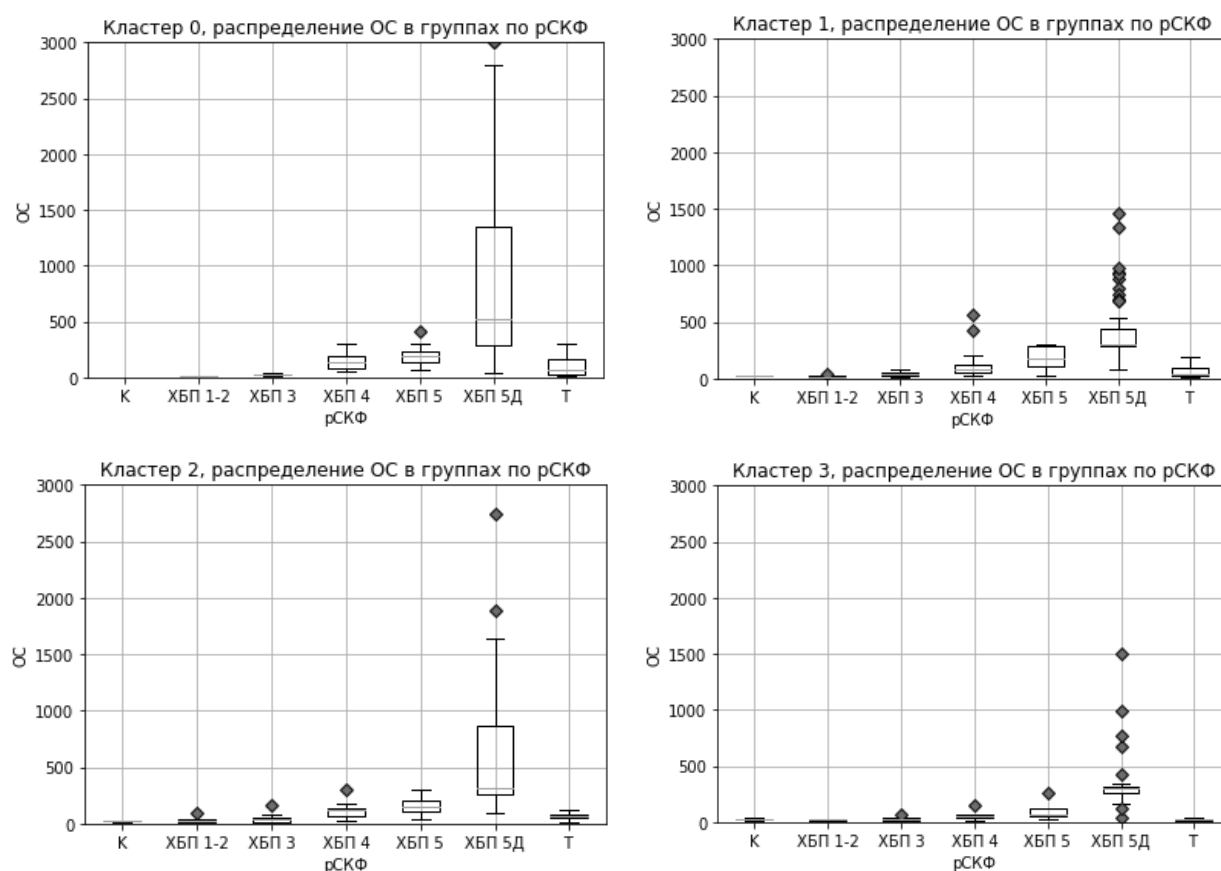 Кластер 0, распределение ОС в группах по рСКФ
3000
2500
2000
1500
1000
500
0
ОС
К ХБП 1-2 ХБП 3 ХБП 4 ХБП 5 ХБП 5Д Т
рСКФ
Кластер 1, распределение ОС в группах по рСКФ
3000
2500
2000
1500
1000
500
0
ОС
К ХБП 1-2 ХБП 3 ХБП 4 ХБП 5 ХБП 5Д Т
рСКФ
Кластер 2, распределение ОС в группах по рСКФ
3000
2500
2000
1500
1000
500
0
ОС
К ХБП 1-2 ХБП 3 ХБП 4 ХБП 5 ХБП 5Д Т
рСКФ
Кластер 3, распределение ОС в группах по рСКФ
3000
2500
2000
1500
1000
500
0
ОС
К ХБП 1-2 ХБП 3 ХБП 4 ХБП 5 ХБП 5Д Т
рСКФ